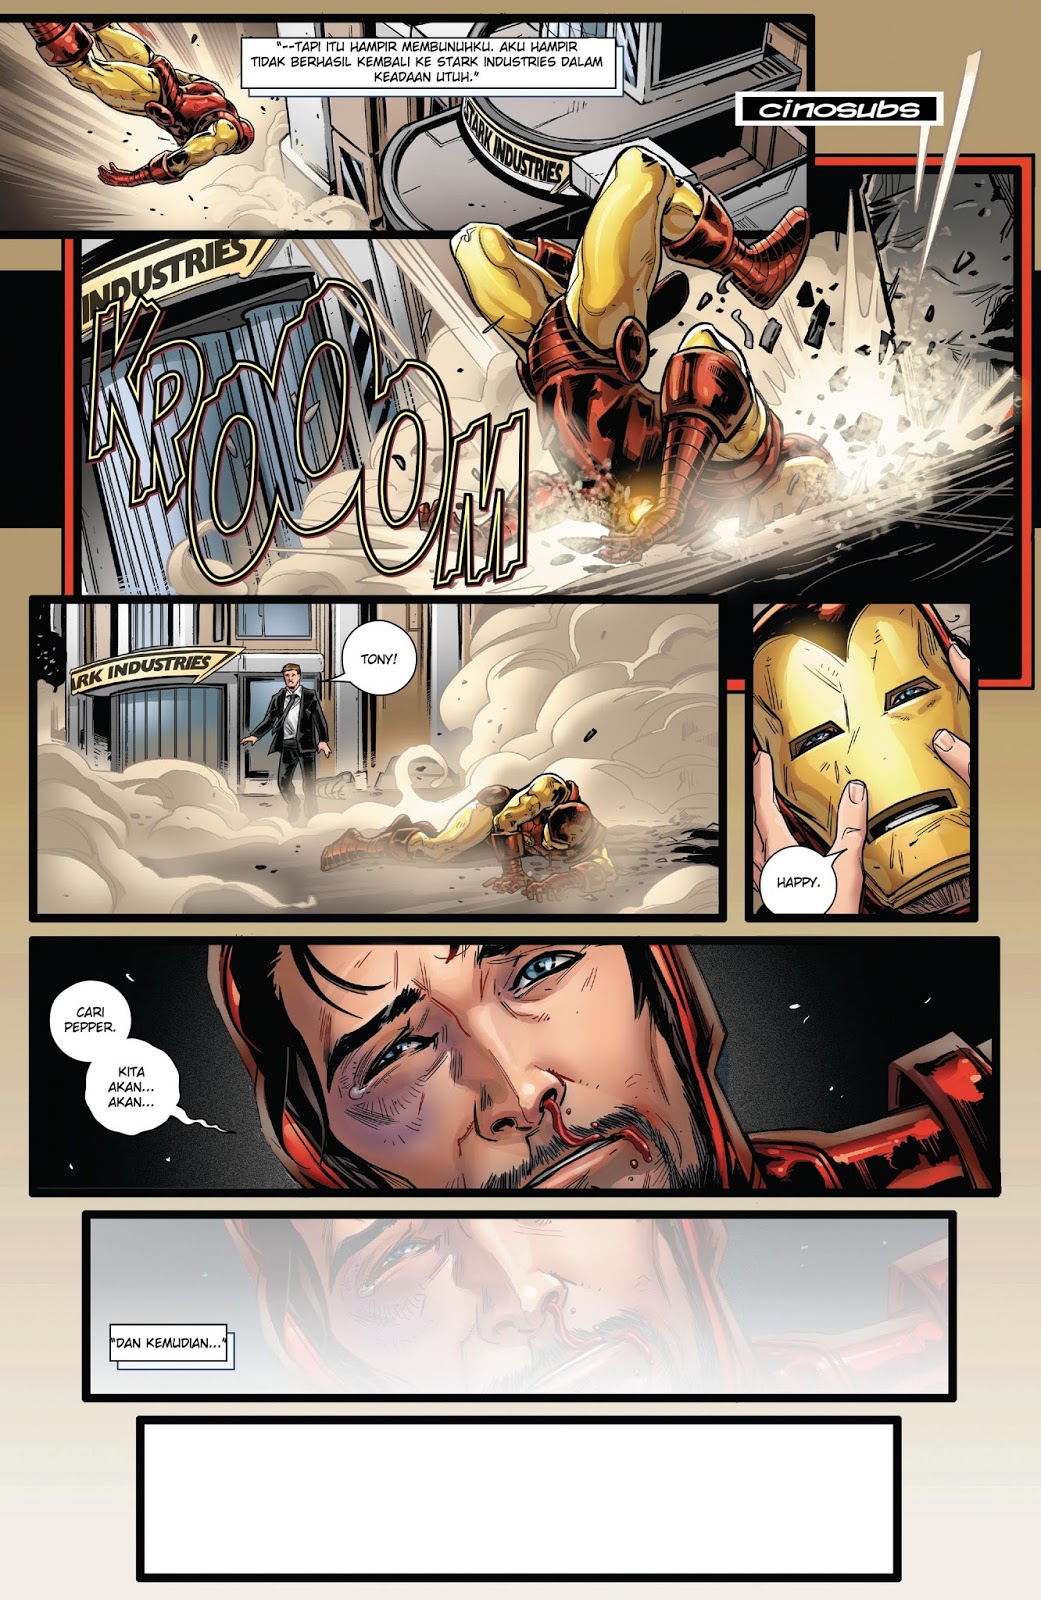 "--TAPI ITU HAMPIR MEMBUNUHKU. AKU HAMPIR
TIDAK BERHASIL KEMBALI KE STARK INDUSTRIES DALAM
KEADAAN UTUH."
cinosubs
STARK INDUSTRIES
INDUSTRIES
KROOOOM
ARK INDUSTRIES
TONY!
HAPPY.
CARI
PEPPER.
KITA
AKAN...
AKAN...
"DAN KEMUDIAN..."